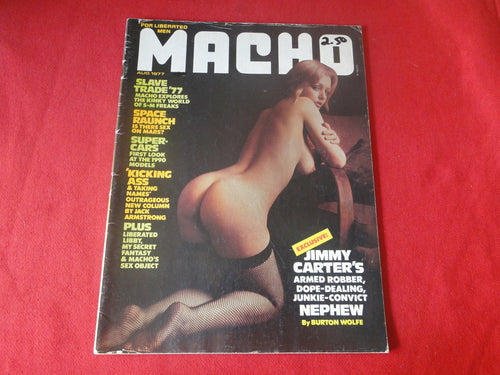 FOR LIBERATED
MEN
MACHO
2.50
AUG 1977
SLAVE
TRADE '77
MACHO EXPLORES
THE KINKY WORLD
OF S-M FREAKS
SPACE
RAUNCH
IS THERE SEX
ON MARS?
SUPER-
CARS
FIRST LOOK
AT THE 1990
MODELS
'KICKING
ASS
& TAKING
NAMES'
OUTRAGEOUS
NEW COLUMN
BY JACK
ARMSTRONG
PLUS
LIBERATED
LIBBY,
MY SECRET
FANTASY
& MACHO'S
SEX OBJECT
EXCLUSIVE!
JIMMY
CARTER'S
ARMED ROBBER,
DOPE-DEALING,
JUNKIE-CONVICT
NEPHEW
By BURTON WOLFE